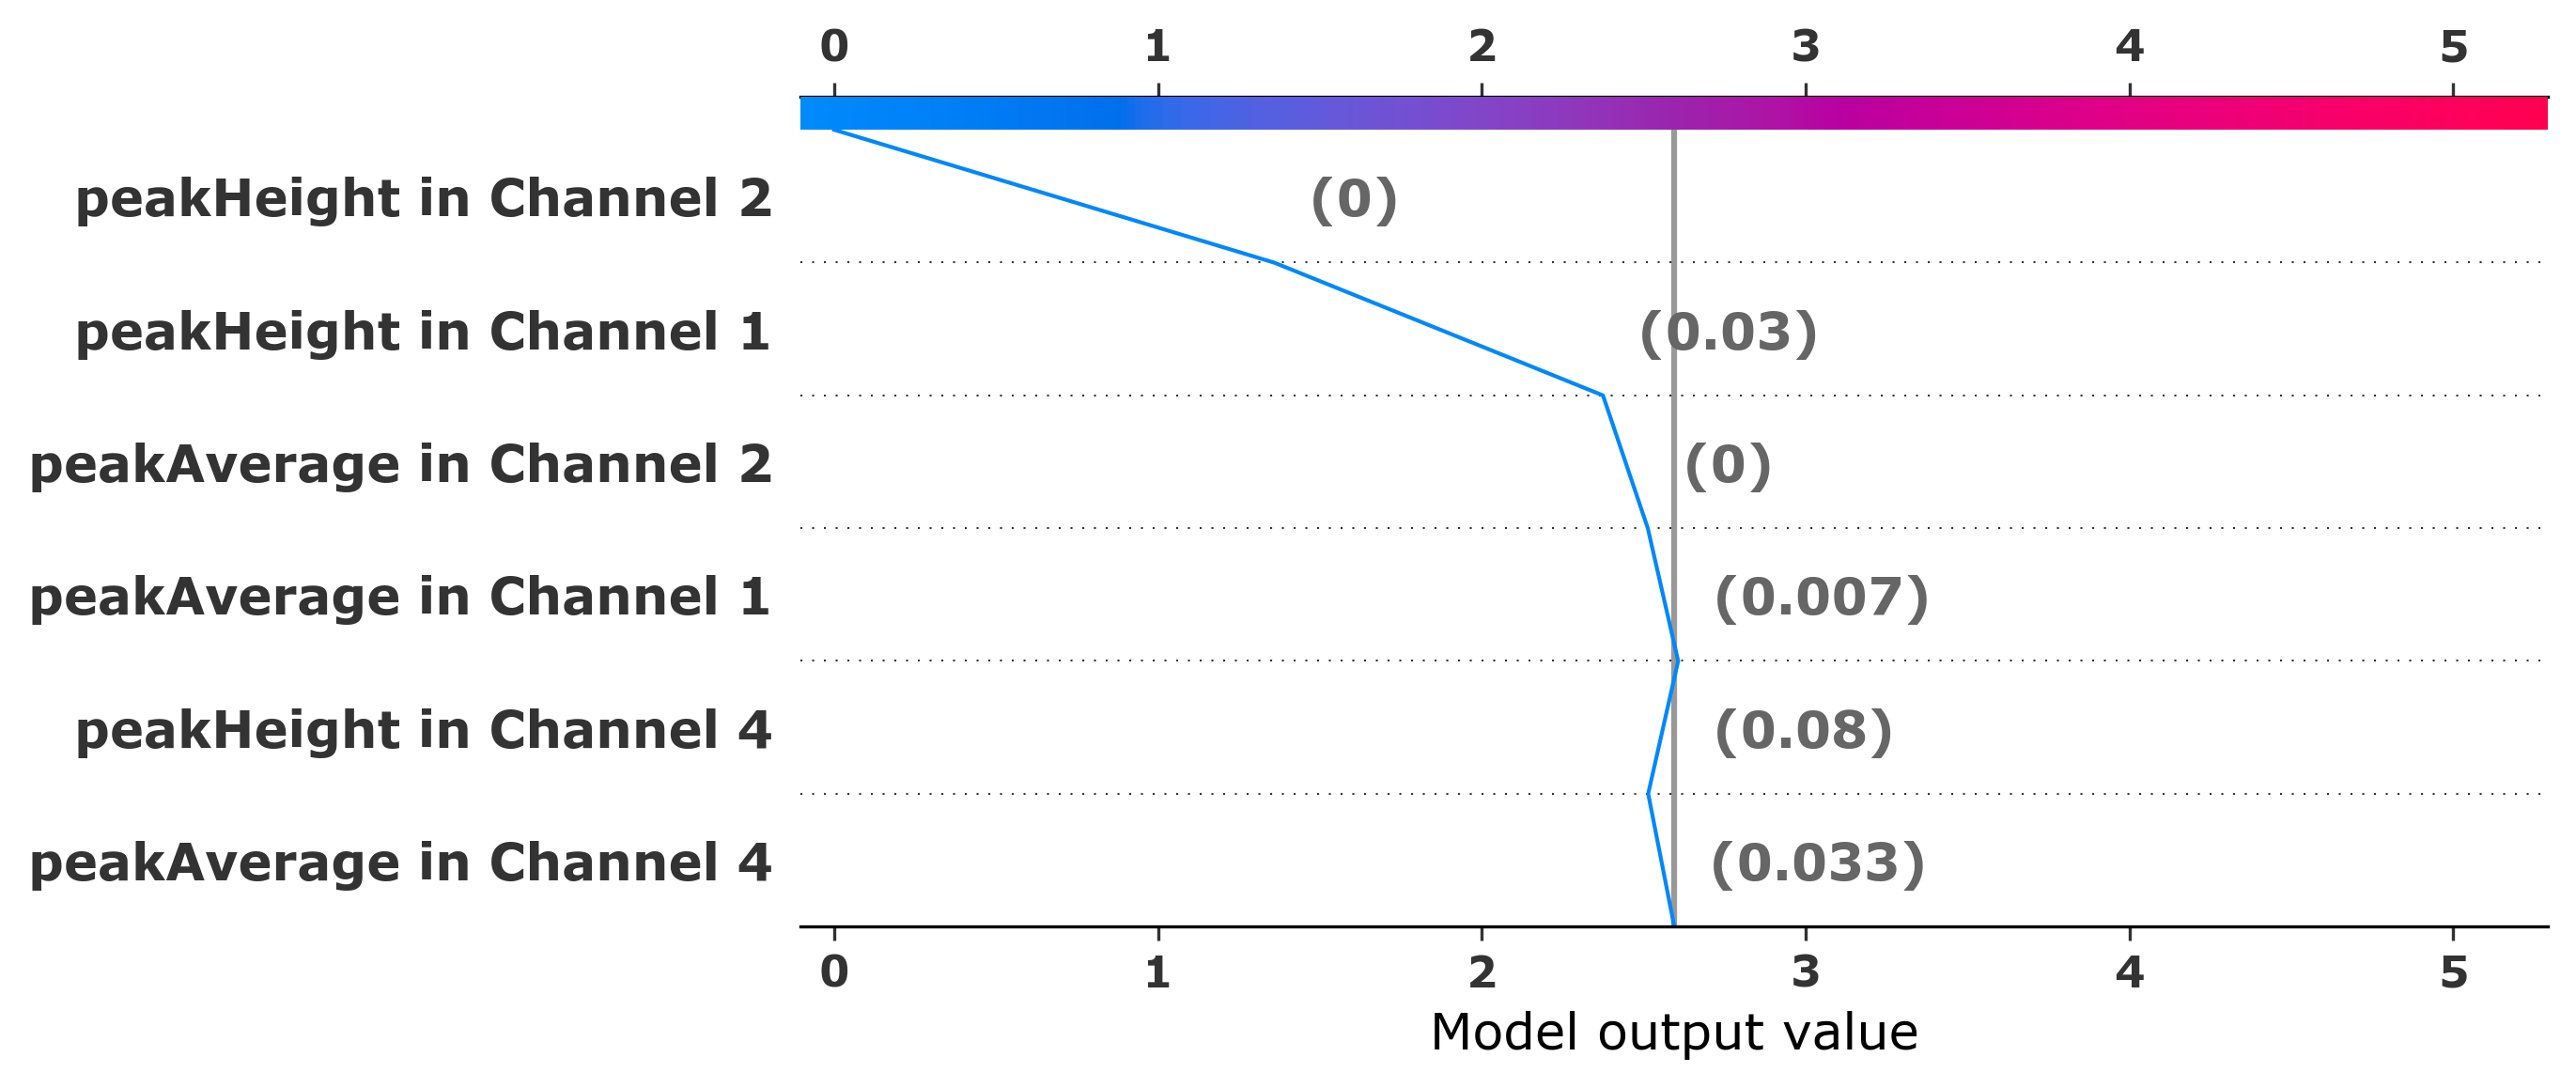 0 1 2 3 4 5
peakHeight in Channel 2 (0)
peakHeight in Channel 1 (0.03)
peakAverage in Channel 2 (0)
peakAverage in Channel 1 (0.007)
peakHeight in Channel 4 (0.08)
peakAverage in Channel 4 (0.033)
0 1 2 3 4 5
Model output value